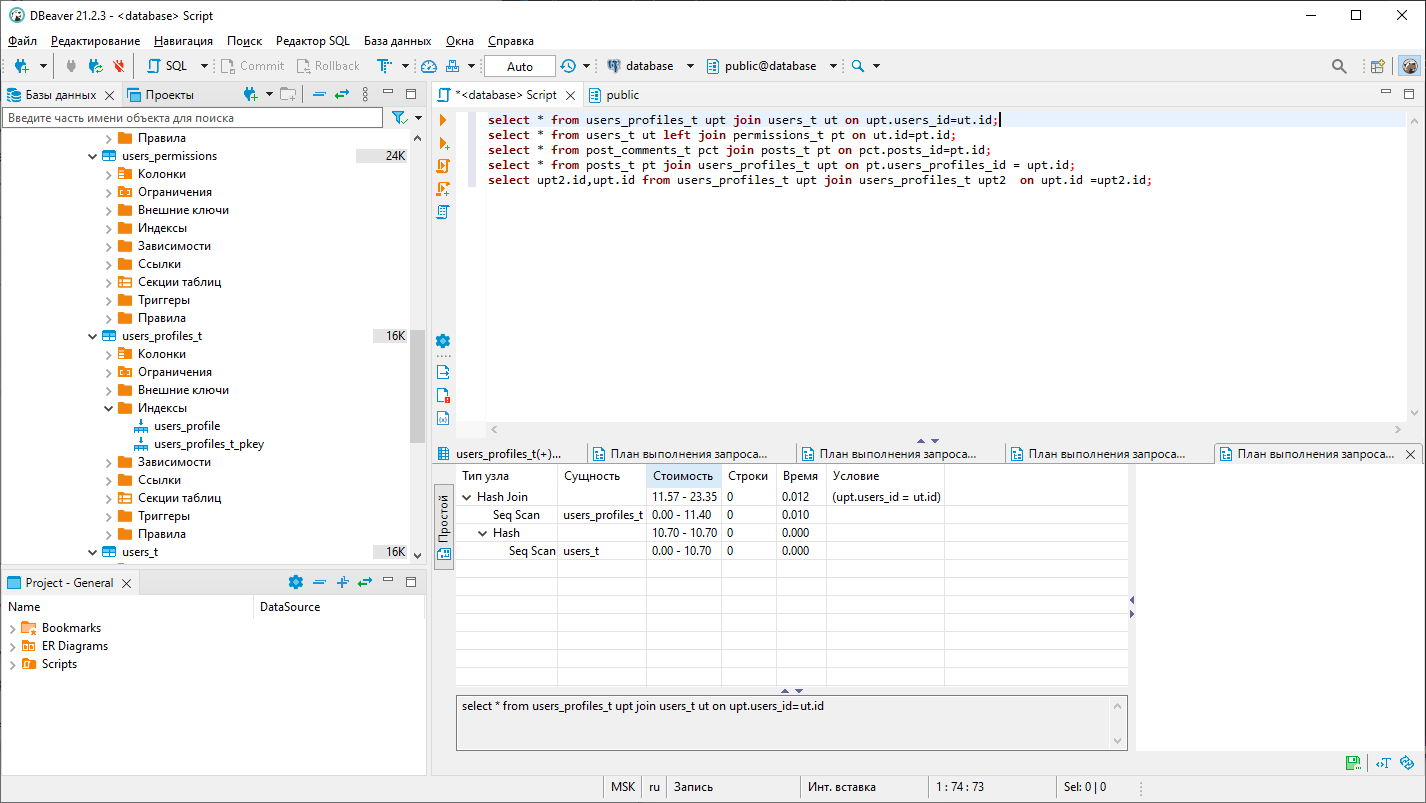 DBeaver 21.2.3 - <database> Script
Файл Редактирование Навигация Поиск Редактор SQL База данных Окна Справка
SQL Commit Rollback Auto database public@database
Базы данных Проекты
Введите часть имени объекта для поиска
Правила
users_permissions 24K
Колонки
Ограничения
Внешние ключи
Индексы
Зависимости
Ссылки
Секции таблиц
Триггеры
Правила
users_profiles_t 16K
Колонки
Ограничения
Внешние ключи
Индексы
users_profile
users_profiles_t_pkey
Зависимости
Ссылки
Секции таблиц
Триггеры
Правила
users_t 16K
Project - General
Name DataSource
Bookmarks
ER Diagrams
Scripts
*<database> Script public
select * from users_profiles_t upt join users_t ut on upt.users_id=ut.id;
select * from users_t ut left join permissions_t pt on ut.id=pt.id;
select * from post_comments_t pct join posts_t pt on pct.posts_id=pt.id;
select * from posts_t pt join users_profiles_t upt on pt.users_profiles_id = upt.id;
select upt2.id,upt.id from users_profiles_t upt join users_profiles_t upt2  on upt.id =upt2.id;
users_profiles_t(+)... План выполнения запроса... План выполнения запроса... План выполнения запроса... План выполнения запроса...
Простой
Тип узла Сущность Стоимость Строки Время Условие
Hash Join 11.57 - 23.35 0 0.012 (upt.users_id = ut.id)
Seq Scan users_profiles_t 0.00 - 11.40 0 0.010
Hash 10.70 - 10.70 0 0.000
Seq Scan users_t 0.00 - 10.70 0 0.000
select * from users_profiles_t upt join users_t ut on upt.users_id=ut.id
MSK ru Запись Инт. вставка 1 : 74 : 73 Sel: 0 | 0